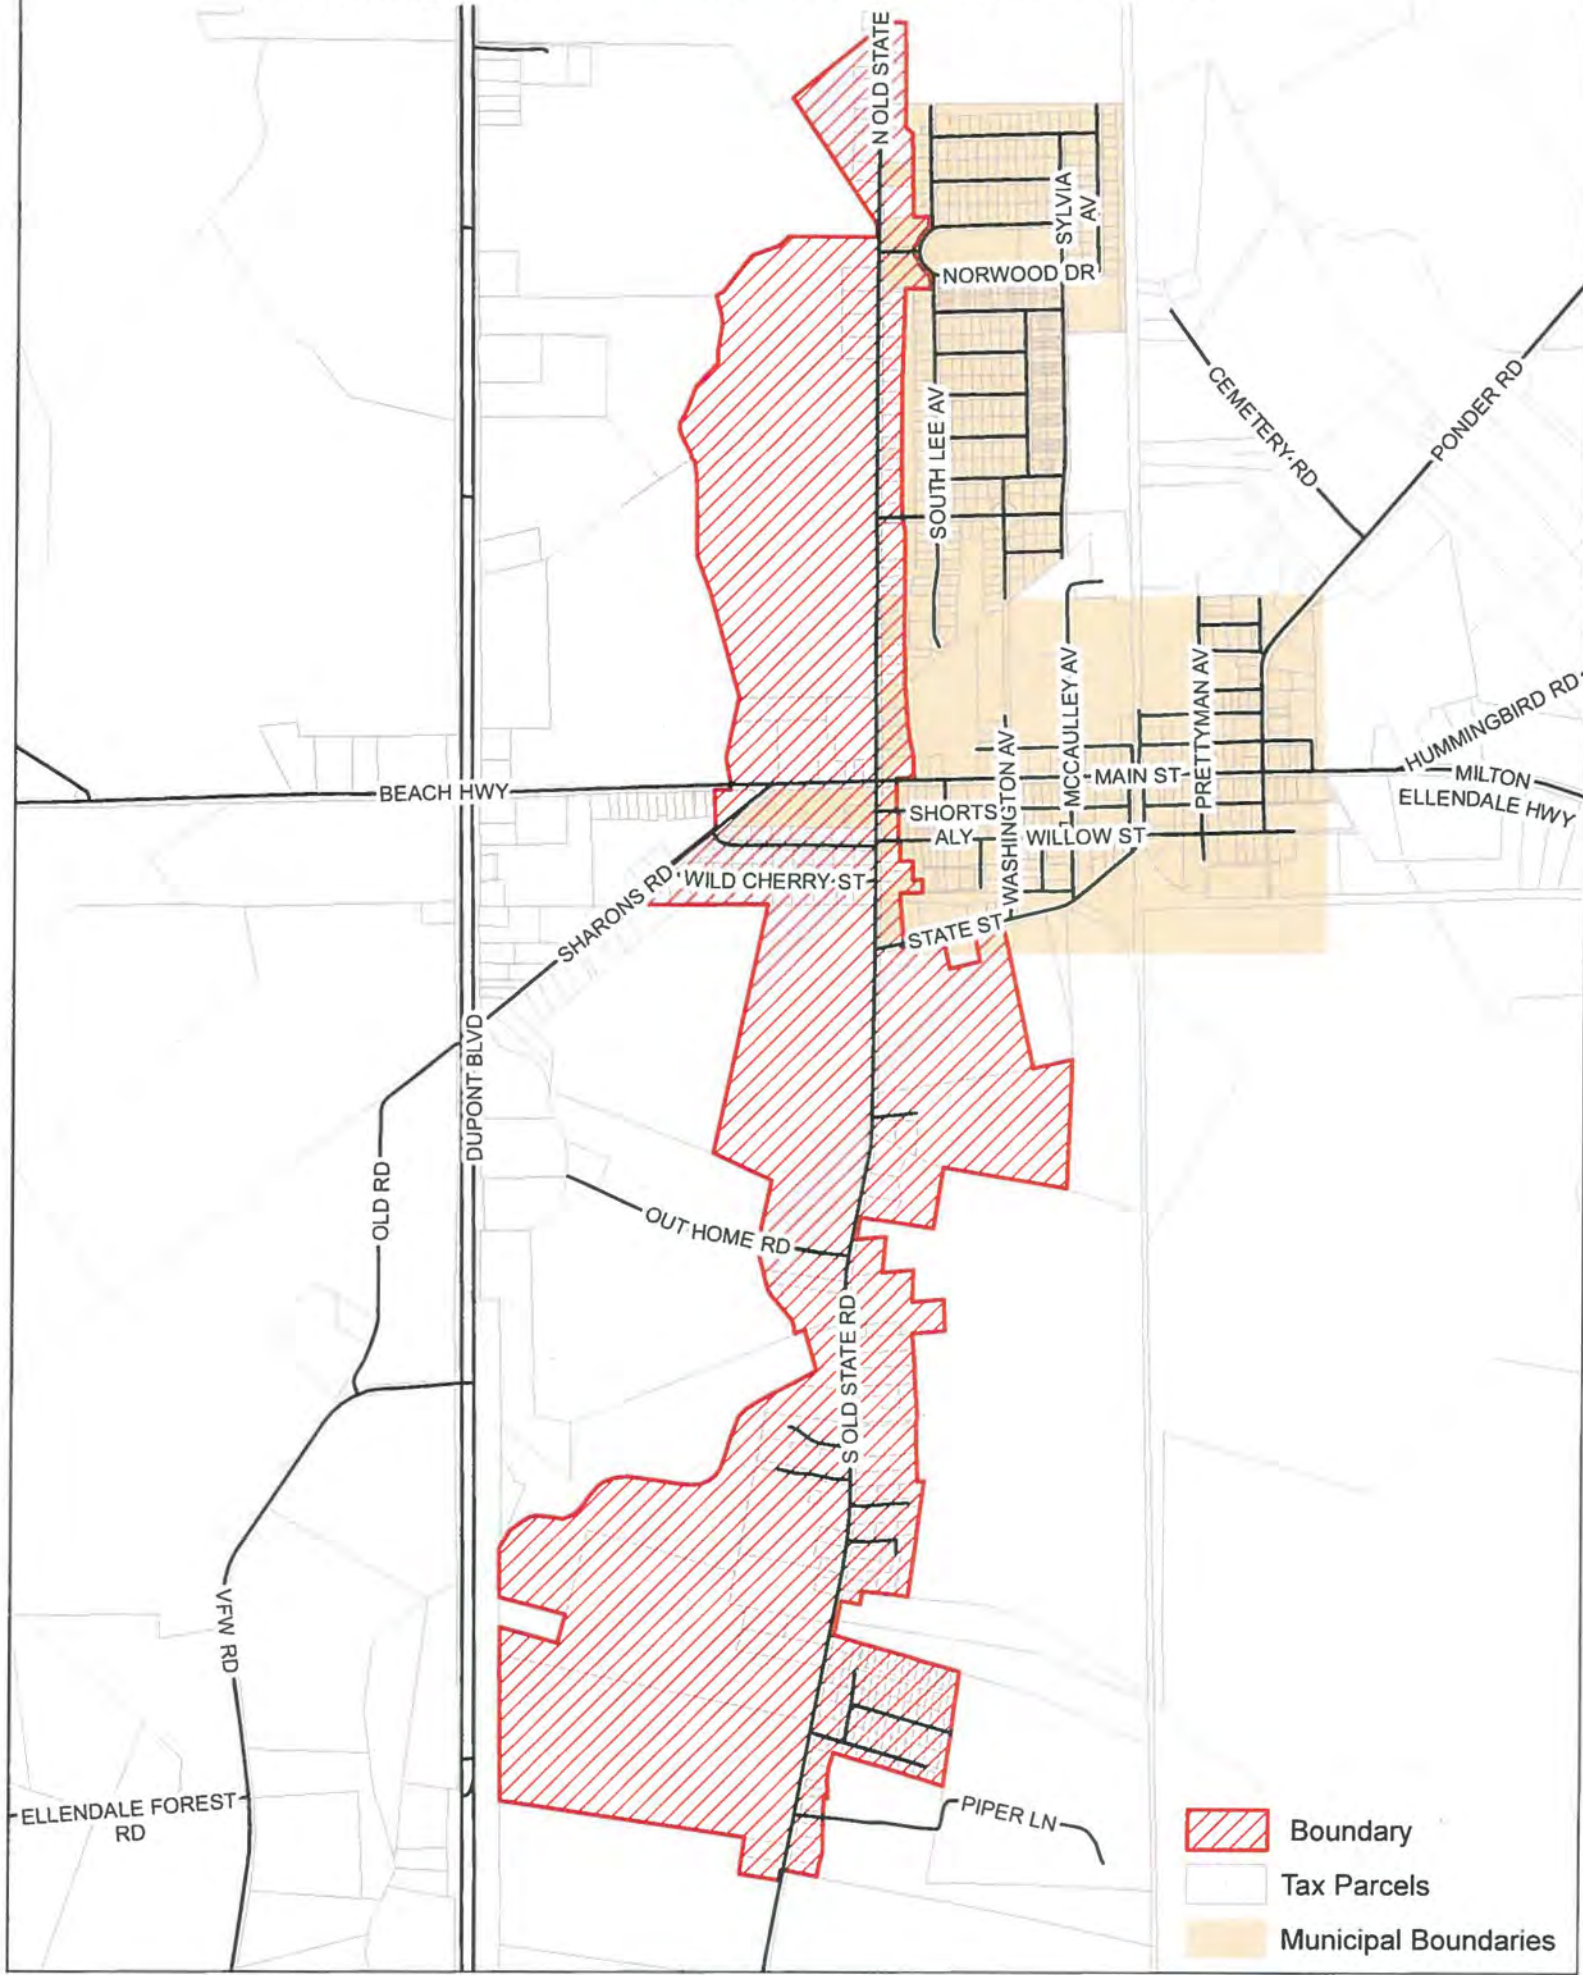 N OLD STATE
SYLVIA
AV
NORWOOD DR
SOUTH LEE AV
CEMETERY RD
PONDER RD
MCCAULLEY AV
PRETTYMAN AV
WASHINGTON AV
HUMMINGBIRD RD
BEACH HWY
MAIN ST
MILTON
ELLENDALE HWY
SHORTS
ALY
WILLOW ST
WILD CHERRY ST
SHARONS RD
STATE ST
DUPONT BLVD
OLD RD
OUT HOME RD
S OLD STATE RD
VFW RD
ELLENDALE FOREST
RD
PIPER LN
Boundary
Tax Parcels
Municipal Boundaries